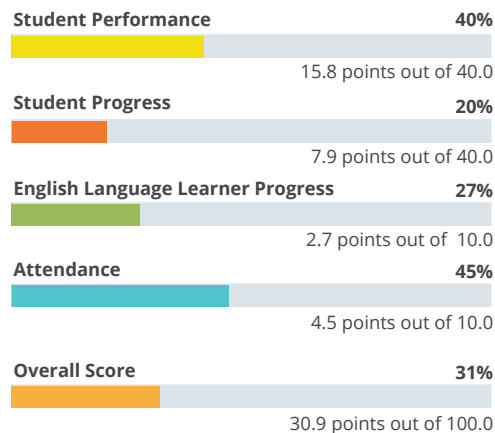 Student Performance 40%
15.8 points out of 40.0
Student Progress 20%
7.9 points out of 40.0
English Language Learner Progress 27%
2.7 points out of 10.0
Attendance 45%
4.5 points out of 10.0
Overall Score 31%
30.9 points out of 100.0